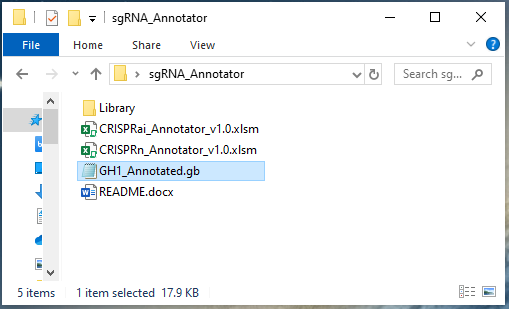 sgRNA_Annotator
File
Home
Share
View
sgRNA_Annotator
Search sg...
Library
CRISPRai_Annotator_v1.0.xlsm
CRISPRn_Annotator_v1.0.xlsm
GH1_Annotated.gb
README.docx
5 items
1 item selected 17.9 KB